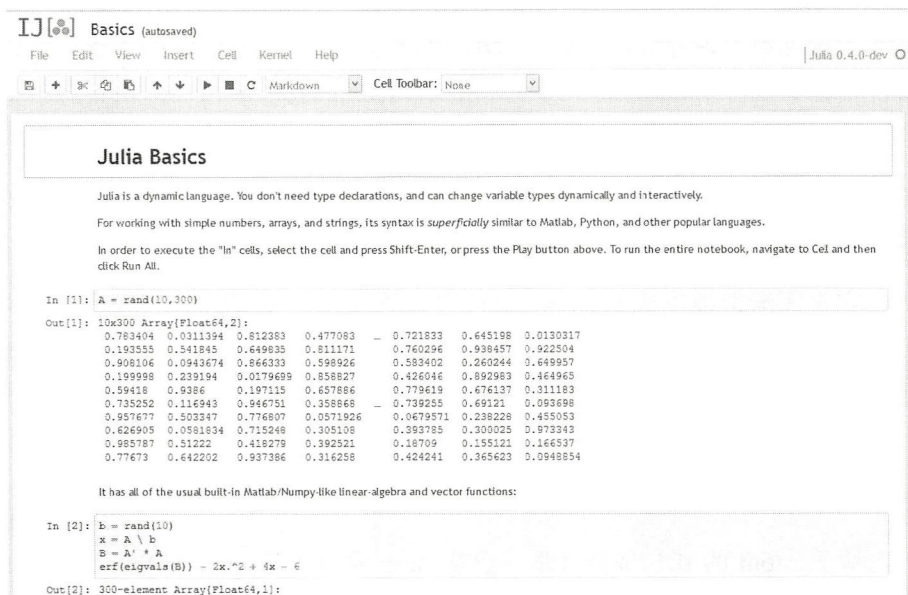 IJ[] Basics (autosaved)
File Edit View Insert Cell Kernel Help Julia 0.4.0-dev
Markdown Cell Toolbar: None
Julia Basics
Julia is a dynamic language. You don't need type declarations, and can change variable types dynamically and interactively.
For working with simple numbers, arrays, and strings, its syntax is superficially similar to Matlab, Python, and other popular languages.
In order to execute the "In" cells, select the cell and press Shift-Enter, or press the Play button above. To run the entire notebook, navigate to Cell and then
click Run All.
In [1]: A = rand(10,300)
Out[1]: 10x300 Array{Float64,2}:
0.783404 0.0311394 0.812383 0.477083 … 0.721833 0.645198 0.0130317
0.193555 0.541845 0.649835 0.811171 0.760296 0.938457 0.922504
0.908106 0.0943674 0.866333 0.598926 0.583402 0.260244 0.649957
0.199998 0.239194 0.0179699 0.858827 0.426046 0.892983 0.464965
0.59418 0.9386 0.197115 0.657886 0.779619 0.676137 0.311183
0.735252 0.116943 0.946751 0.358868 … 0.739255 0.69121 0.093698
0.957677 0.503347 0.776807 0.0571926 0.0679571 0.238228 0.455053
0.626905 0.0581834 0.715248 0.305108 0.393785 0.300025 0.973343
0.985787 0.51222 0.418279 0.392521 0.18709 0.155121 0.166537
0.77673 0.642202 0.937386 0.316258 0.424241 0.365623 0.0948854
It has all of the usual built-in Matlab/Numpy-like linear-algebra and vector functions:
In [2]: b = rand(10)
x = A \ b
B = A' * A
erf(eigvals(B)) - 2x.^2 + 4x - 6
Out[2]: 300-element Array{Float64,1}: